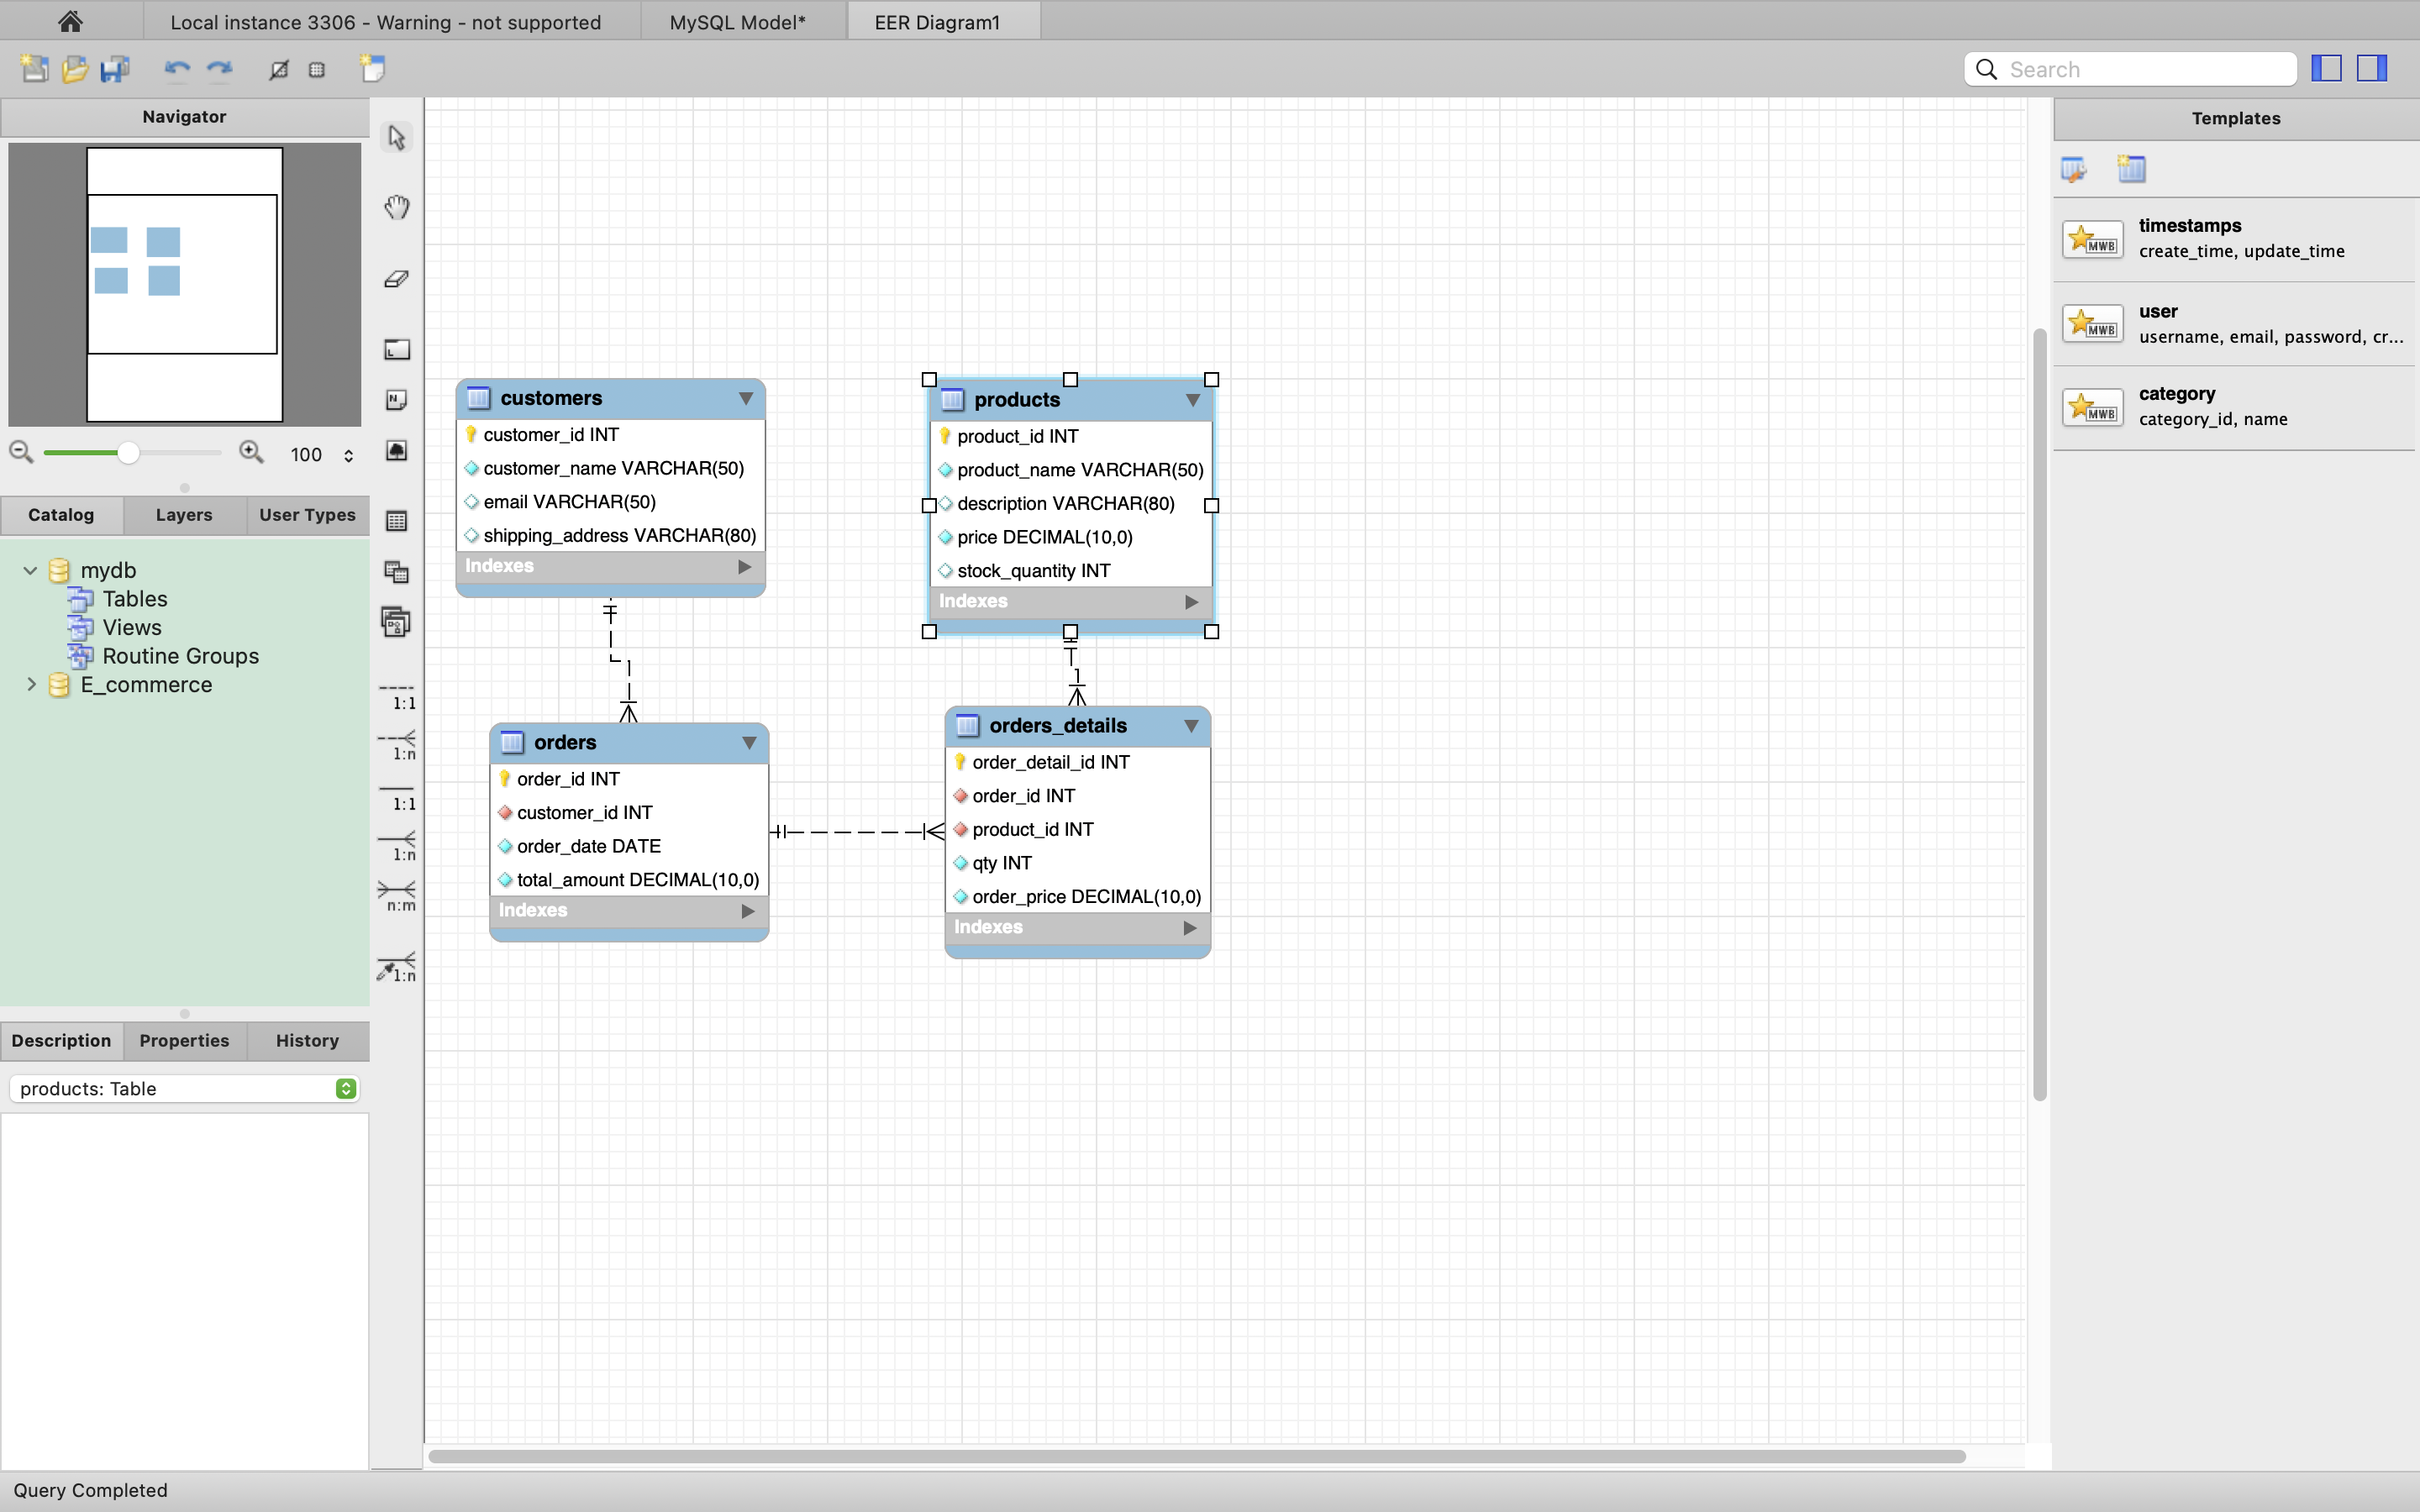 Local instance 3306 - Warning - not supported
MySQL Model*
EER Diagram1
Search
Navigator
100
Catalog
Layers
User Types
mydb
Tables
Views
Routine Groups
E_commerce
Description
Properties
History
products: Table
1:1
1:n
1:1
1:n
n:m
1:n
customers
customer_id INT
customer_name VARCHAR(50)
email VARCHAR(50)
shipping_address VARCHAR(80)
Indexes
products
product_id INT
product_name VARCHAR(50)
description VARCHAR(80)
price DECIMAL(10,0)
stock_quantity INT
Indexes
orders
order_id INT
customer_id INT
order_date DATE
total_amount DECIMAL(10,0)
Indexes
orders_details
order_detail_id INT
order_id INT
product_id INT
qty INT
order_price DECIMAL(10,0)
Indexes
Templates
MWB
timestamps
create_time, update_time
MWB
user
username, email, password, cr...
MWB
category
category_id, name
Query Completed